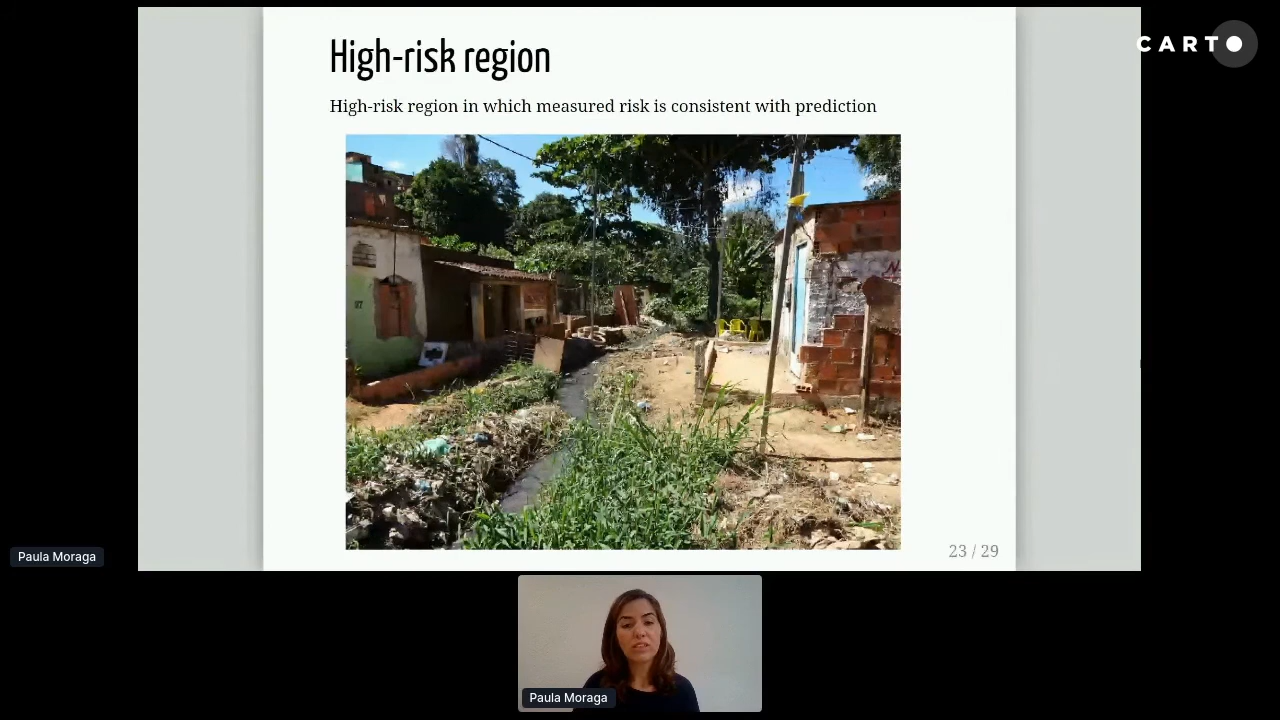 High-risk region
CARTO
High-risk region in which measured risk is consistent with prediction
23 / 29
Paula Moraga
Paula Moraga